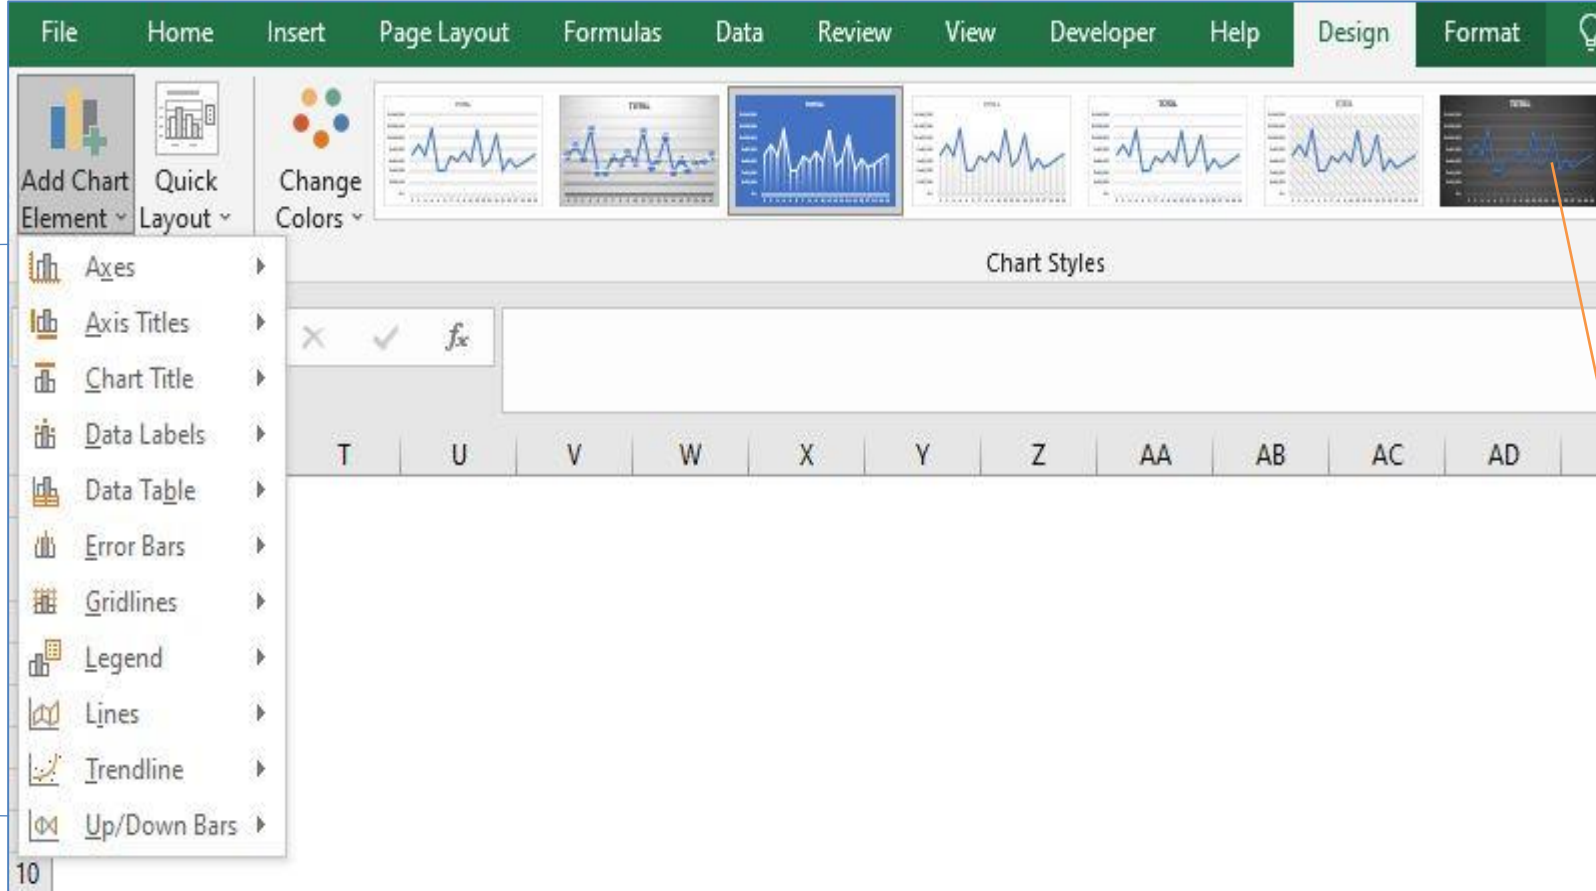 File Home Insert Page Layout Formulas Data Review View Developer Help Design Format
Add Chart Element
Quick Layout
Change Colors
TOTAL
Chart Styles
Axes
Axis Titles
Chart Title
Data Labels
Data Table
Error Bars
Gridlines
Legend
Lines
Trendline
Up/Down Bars
fx
T U V W X Y Z AA AB AC AD
10